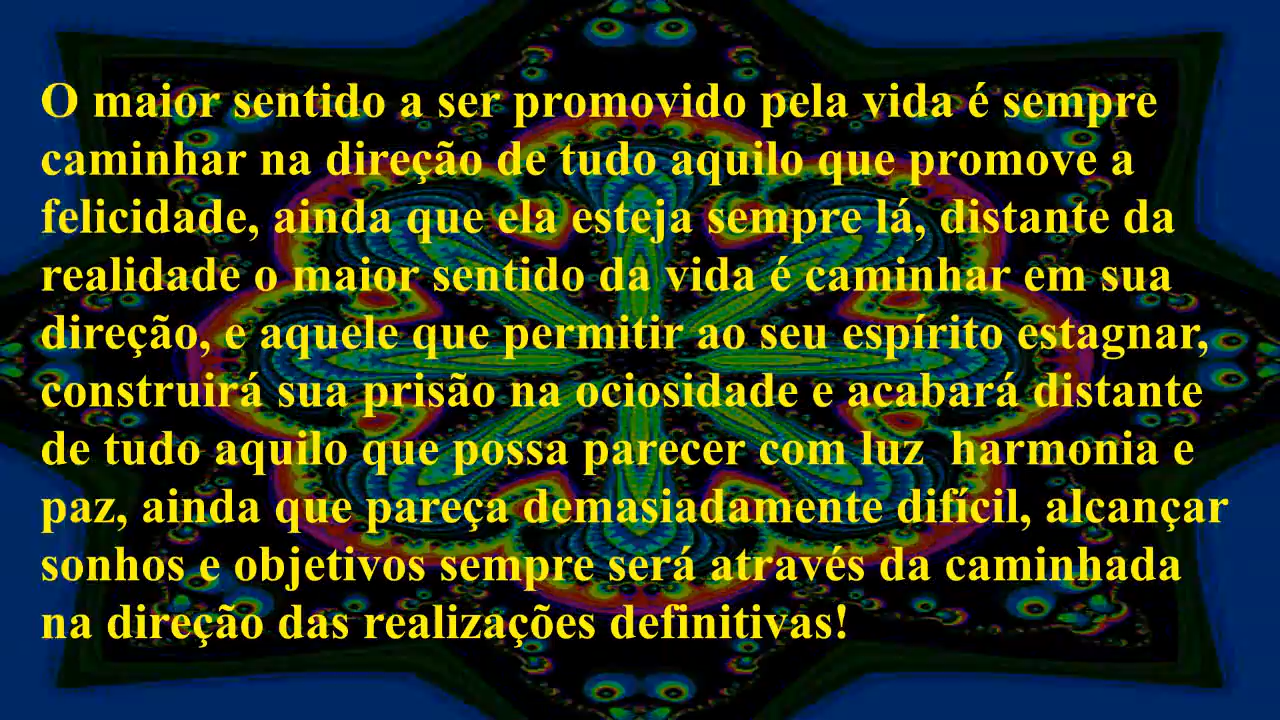 O maior sentido a ser promovido pela vida é sempre
caminhar na direção de tudo aquilo que promove a
felicidade, ainda que ela esteja sempre lá, distante da
realidade o maior sentido da vida é caminhar em sua
direção, e aquele que permitir ao seu espírito estagnar,
construirá sua prisão na ociosidade e acabará distante
de tudo aquilo que possa parecer com luz  harmonia e
paz, ainda que pareça demasiadamente difícil, alcançar
sonhos e objetivos sempre será através da caminhada
na direção das realizações definitivas!